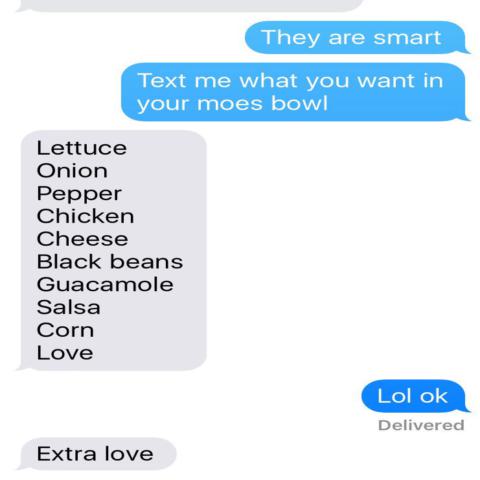 They are smart
Text me what you want in
your moes bowl
Lettuce
Onion
Pepper
Chicken
Cheese
Black beans
Guacamole
Salsa
Corn
Love
Lol ok
Delivered
Extra love